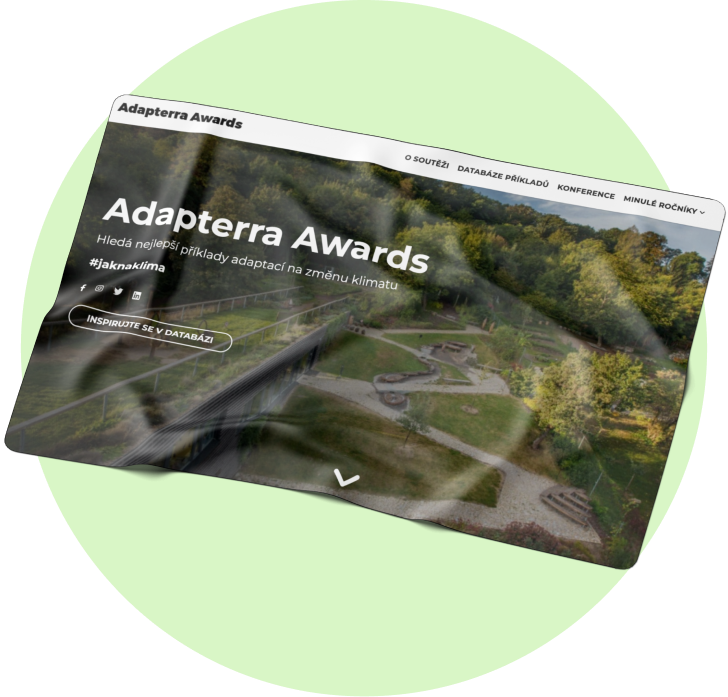 Adapterra Awards
O SOUTĚŽI DATABÁZE PŘÍKLADŮ KONFERENCE MINULÉ ROČNÍKY
Adapterra Awards
Hledá nejlepší příklady adaptací na změnu klimatu
#jaknaklima
INSPIRUJTE SE V DATABÁZI